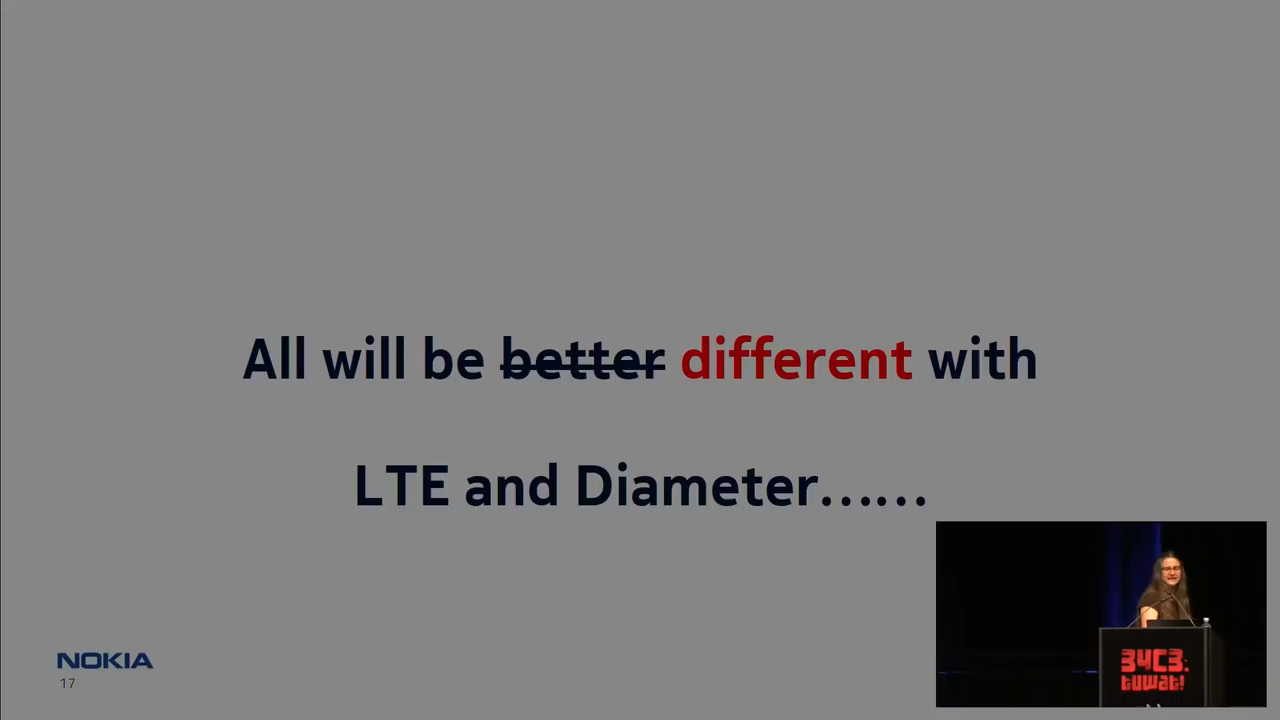 All will be better different with
LTE and Diameter......
NOKIA
17
34C3.
tuwat!